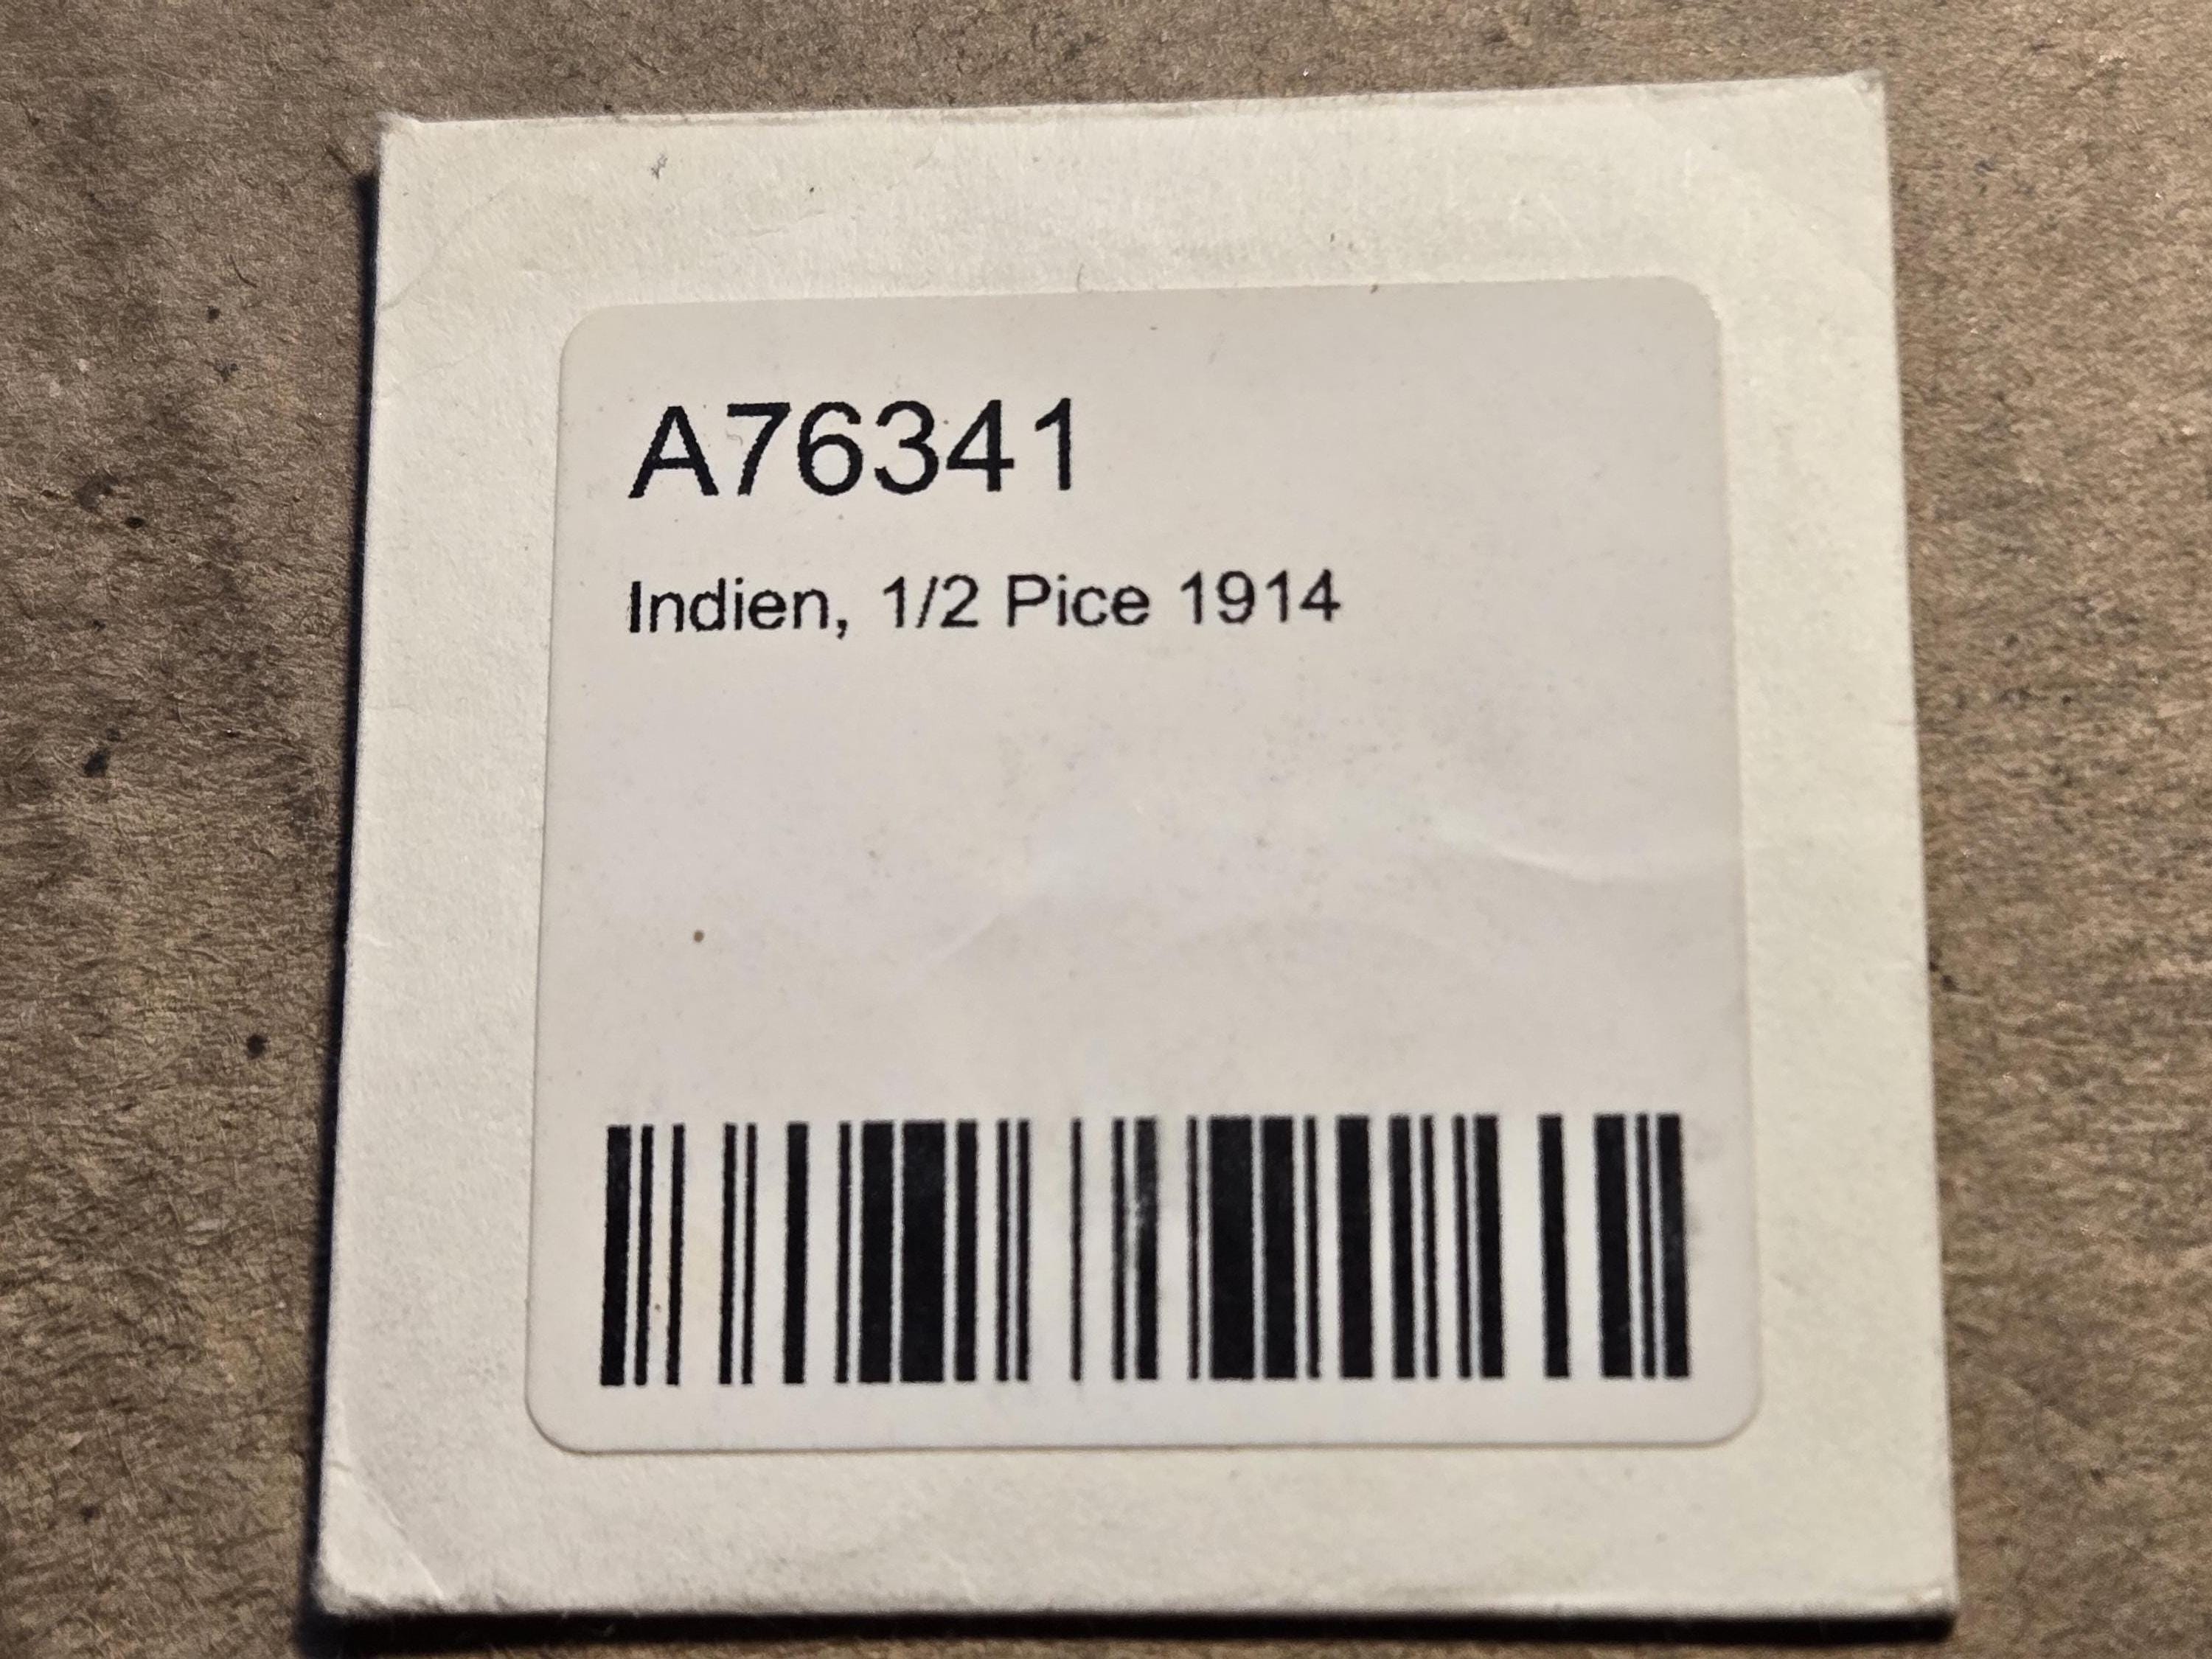 A76341
Indien, 1/2 Pice 1914